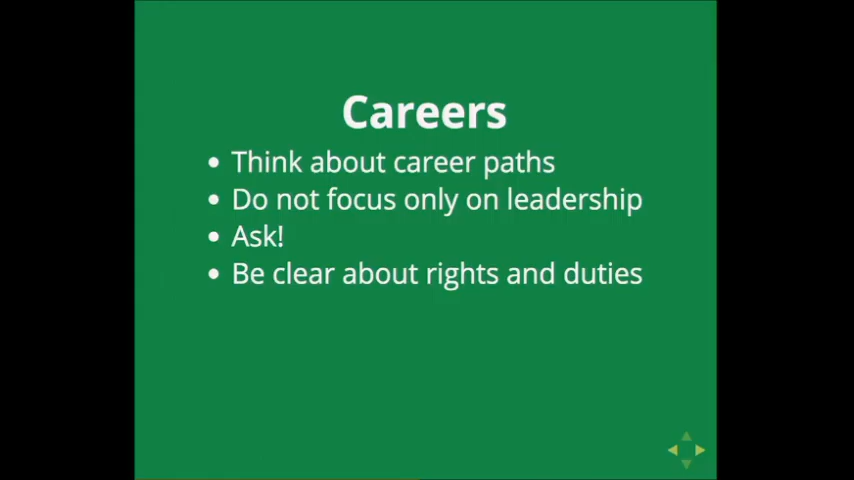 Careers
• Think about career paths
• Do not focus only on leadership
• Ask!
• Be clear about rights and duties